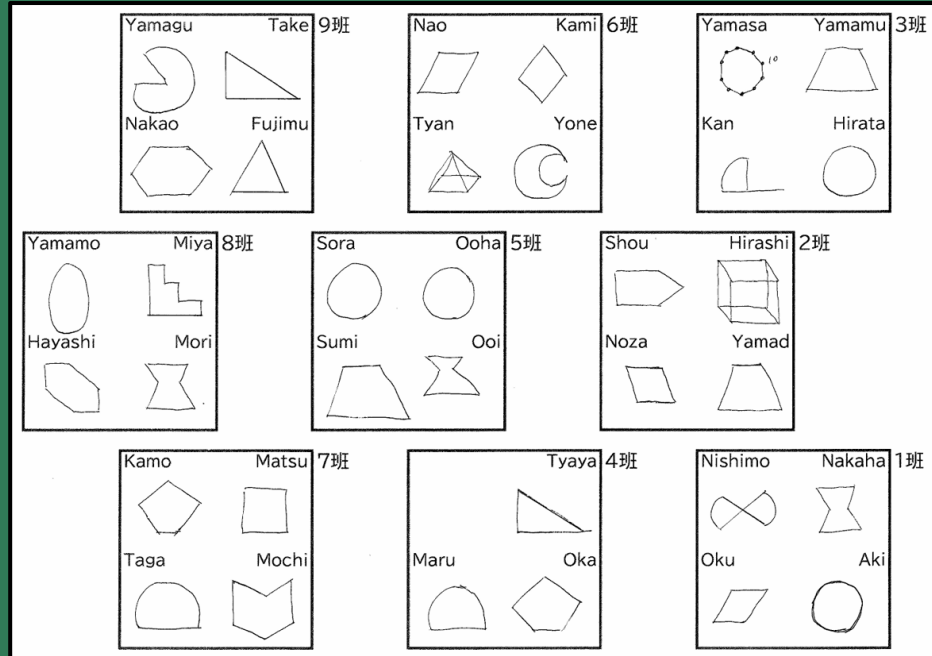 Yamagu Take 9班
Nakao Fujimu
Nao Kami 6班
Tyan Yone
Yamasa Yamamu 3班
10
Kan Hirata
Yamamo Miya 8班
Hayashi Mori
Sora Ooha 5班
Sumi Ooi
Shou Hirashi 2班
Noza Yamad
Kamo Matsu 7班
Taga Mochi
Tyaya 4班
Maru Oka
Nishimo Nakaha 1班
Oku Aki